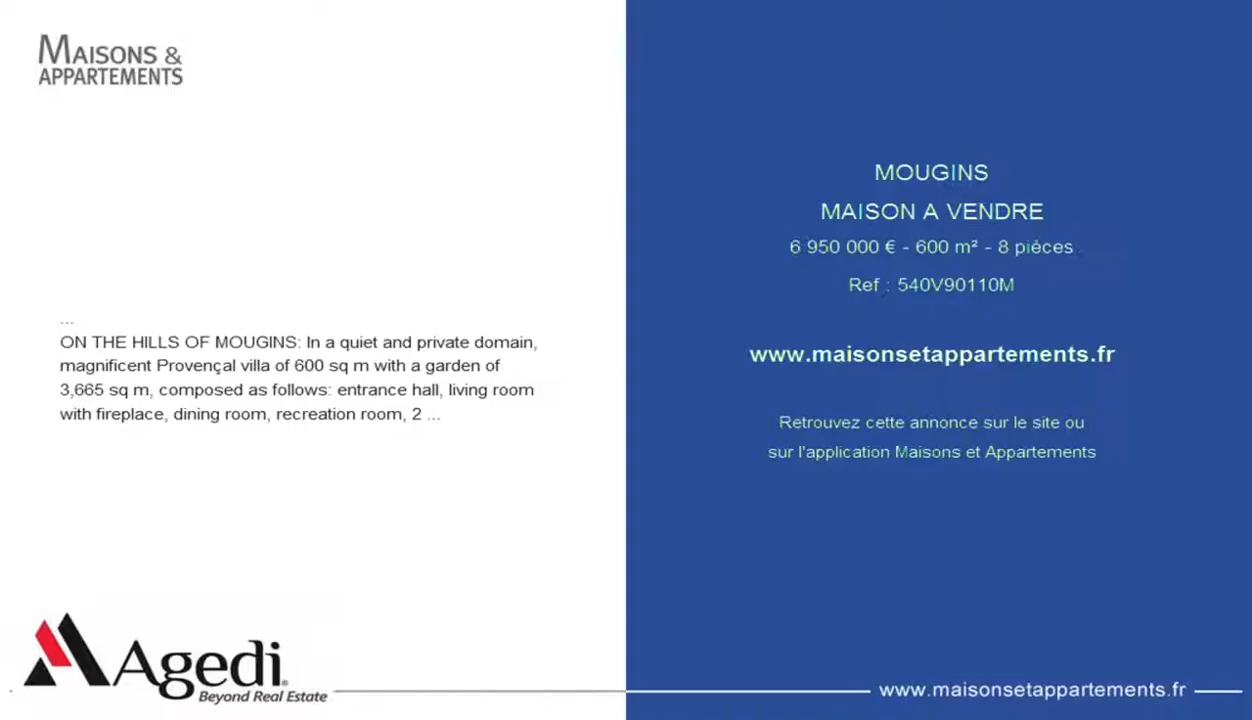 MAISONS &
APPARTEMENTS
...
ON THE HILLS OF MOUGINS: In a quiet and private domain,
magnificent Provençal villa of 600 sq m with a garden of
3,665 sq m, composed as follows: entrance hall, living room
with fireplace, dining room, recreation room, 2 ...
Agedi
Beyond Real Estate
MOUGINS
MAISON A VENDRE
6 950 000 € - 600 m² - 8 pièces
Ref : 540V90110M
www.maisonsetappartements.fr
Retrouvez cette annonce sur le site ou
sur l'application Maisons et Appartements
www.maisonsetappartements.fr